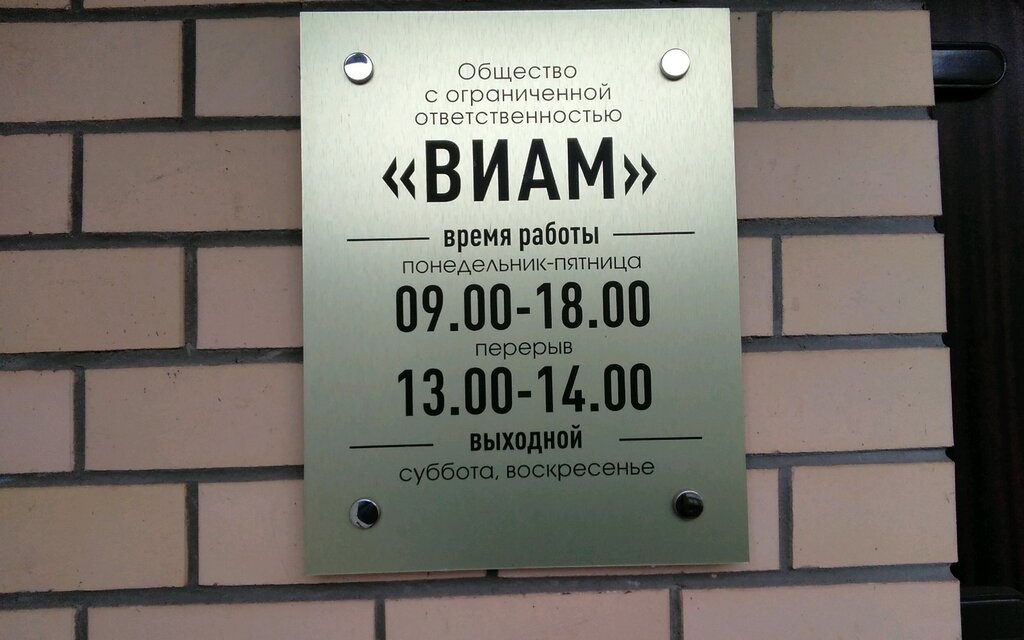 Общество
с ограниченной
ответственностью
«ВИАМ»
время работы
понедельник-пятница
09.00-18.00
перерыв
13.00-14.00
выходной
суббота, воскресенье